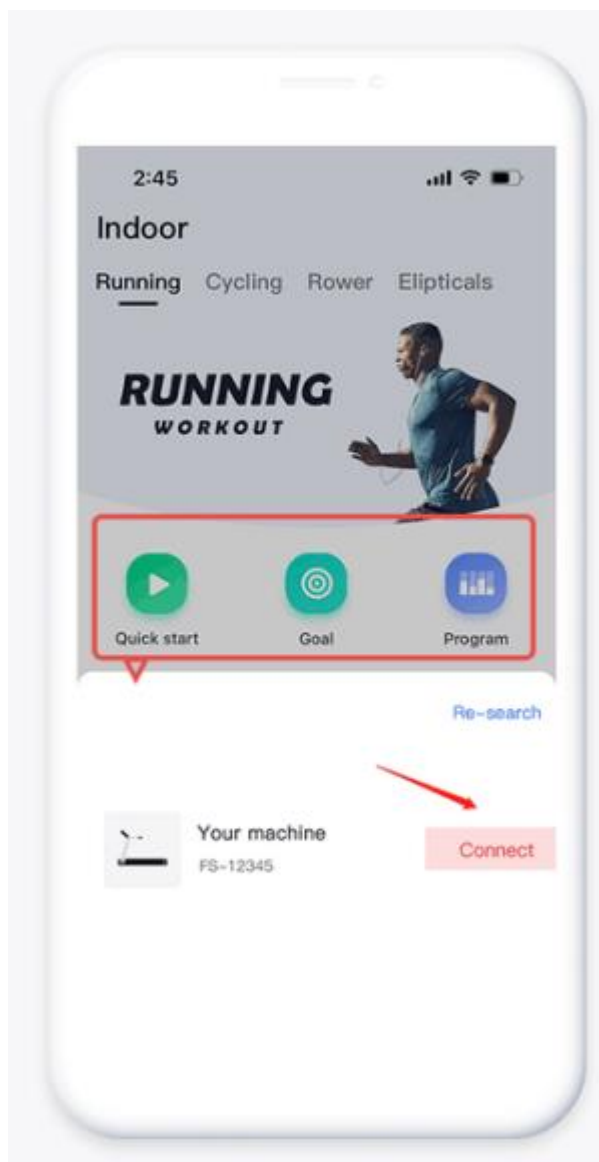 2:45
Indoor
Running Cycling Rower Elipticals
RUNNING
WORKOUT
Quick start Goal Program
Re-search
Your machine
FS-12345
Connect